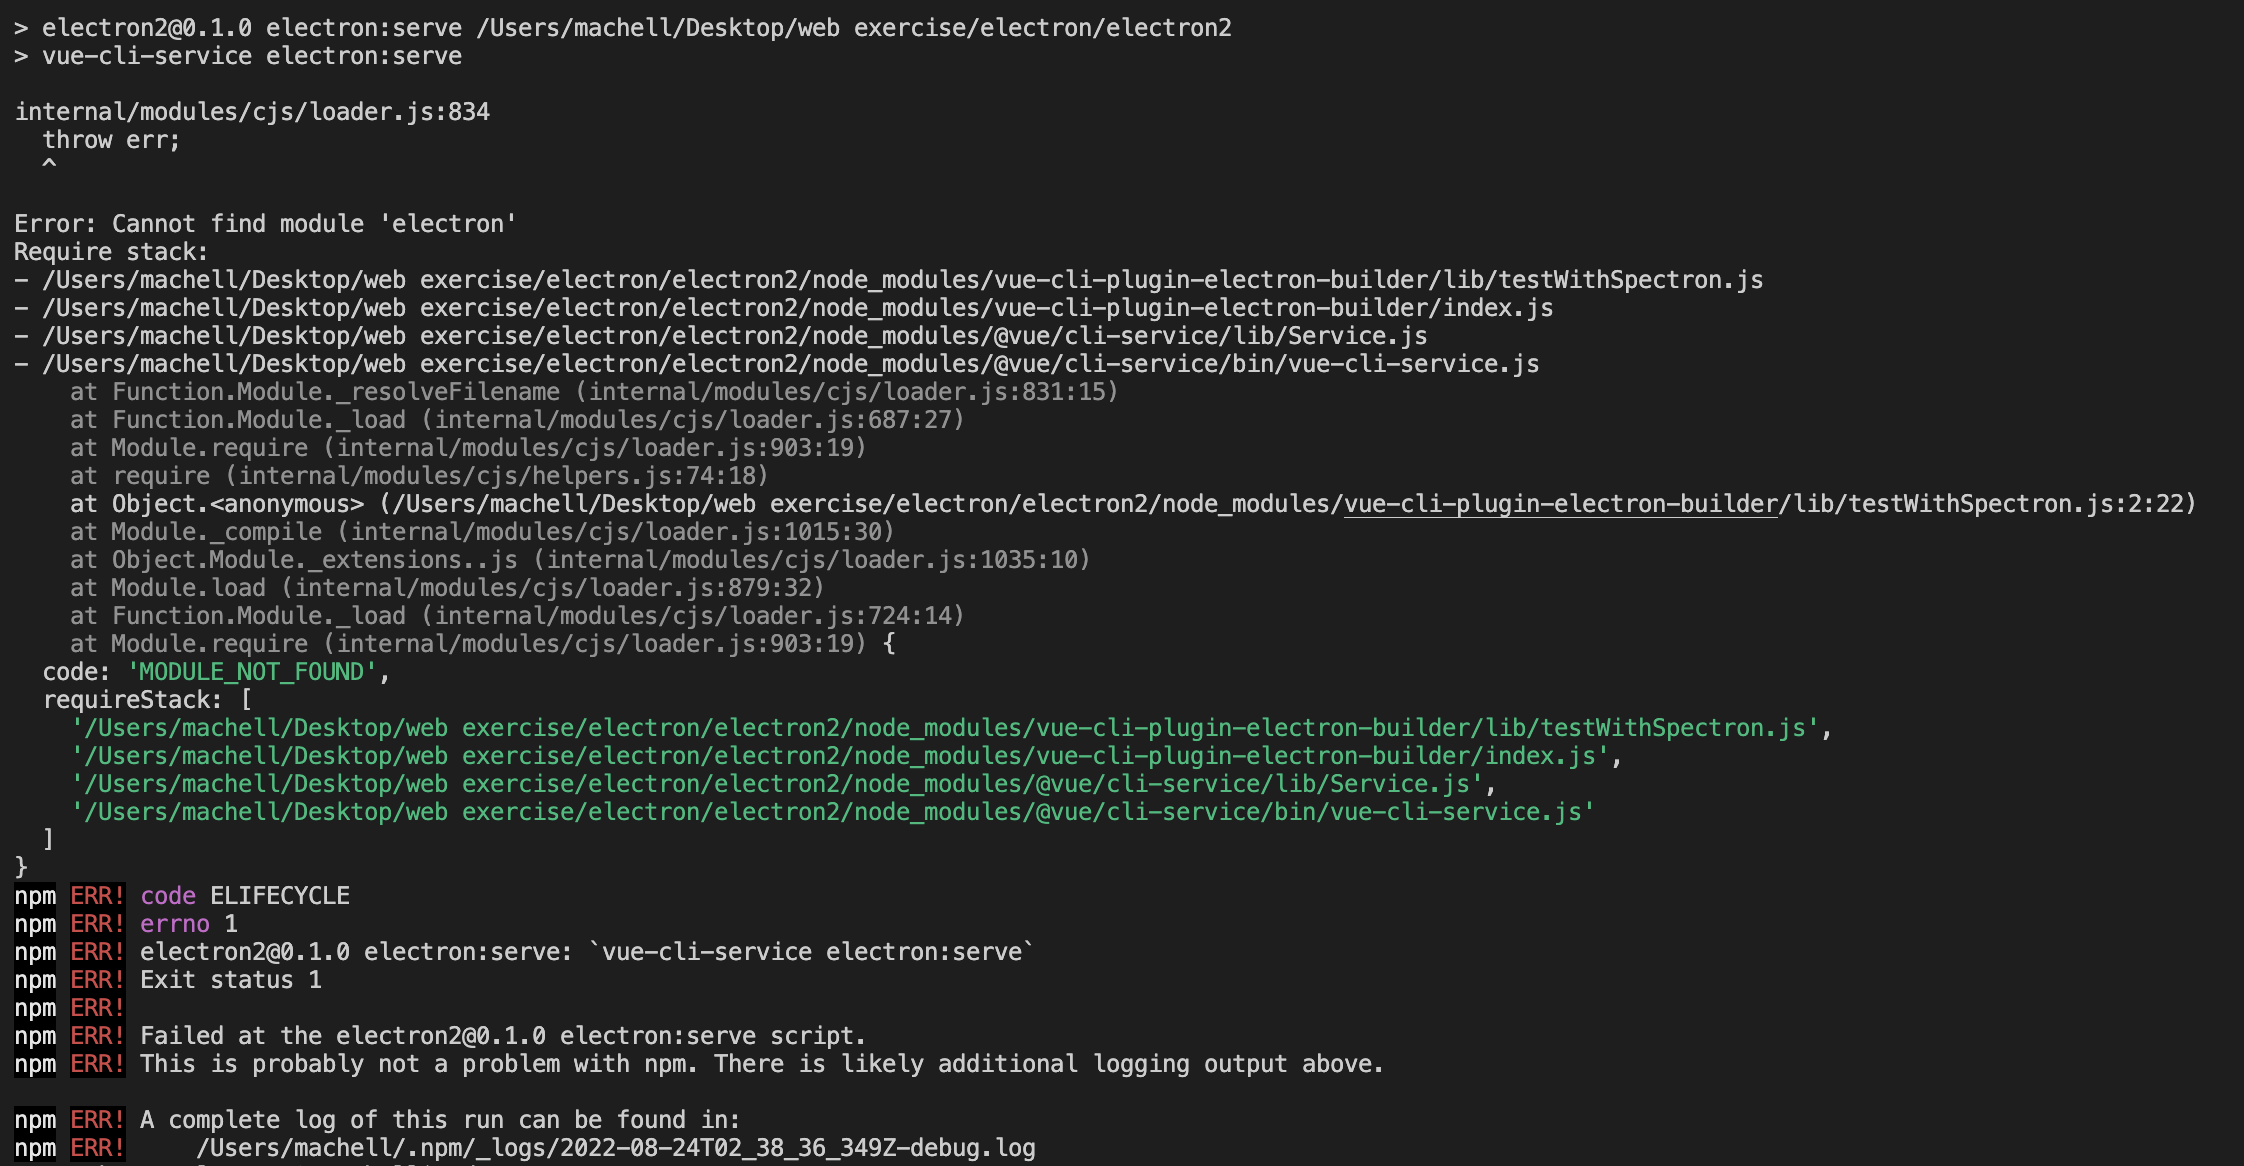 > electron2@0.1.0 electron:serve /Users/machell/Desktop/web exercise/electron/electron2
> vue-cli-service electron:serve
internal/modules/cjs/loader.js:834
  throw err;
  ^
Error: Cannot find module 'electron'
Require stack:
- /Users/machell/Desktop/web exercise/electron/electron2/node_modules/vue-cli-plugin-electron-builder/lib/testWithSpectron.js
- /Users/machell/Desktop/web exercise/electron/electron2/node_modules/vue-cli-plugin-electron-builder/index.js
- /Users/machell/Desktop/web exercise/electron/electron2/node_modules/@vue/cli-service/lib/Service.js
- /Users/machell/Desktop/web exercise/electron/electron2/node_modules/@vue/cli-service/bin/vue-cli-service.js
    at Function.Module._resolveFilename (internal/modules/cjs/loader.js:831:15)
    at Function.Module._load (internal/modules/cjs/loader.js:687:27)
    at Module.require (internal/modules/cjs/loader.js:903:19)
    at require (internal/modules/cjs/helpers.js:74:18)
    at Object.<anonymous> (/Users/machell/Desktop/web exercise/electron/electron2/node_modules/vue-cli-plugin-electron-builder/lib/testWithSpectron.js:2:22)
    at Module._compile (internal/modules/cjs/loader.js:1015:30)
    at Object.Module._extensions..js (internal/modules/cjs/loader.js:1035:10)
    at Module.load (internal/modules/cjs/loader.js:879:32)
    at Function.Module._load (internal/modules/cjs/loader.js:724:14)
    at Module.require (internal/modules/cjs/loader.js:903:19) {
  code: 'MODULE_NOT_FOUND',
  requireStack: [
    '/Users/machell/Desktop/web exercise/electron/electron2/node_modules/vue-cli-plugin-electron-builder/lib/testWithSpectron.js',
    '/Users/machell/Desktop/web exercise/electron/electron2/node_modules/vue-cli-plugin-electron-builder/index.js',
    '/Users/machell/Desktop/web exercise/electron/electron2/node_modules/@vue/cli-service/lib/Service.js',
    '/Users/machell/Desktop/web exercise/electron/electron2/node_modules/@vue/cli-service/bin/vue-cli-service.js'
  ]
}
npm ERR! code ELIFECYCLE
npm ERR! errno 1
npm ERR! electron2@0.1.0 electron:serve: `vue-cli-service electron:serve`
npm ERR! Exit status 1
npm ERR!
npm ERR! Failed at the electron2@0.1.0 electron:serve script.
npm ERR! This is probably not a problem with npm. There is likely additional logging output above.
npm ERR! A complete log of this run can be found in:
npm ERR!     /Users/machell/.npm/_logs/2022-08-24T02_38_36_349Z-debug.log